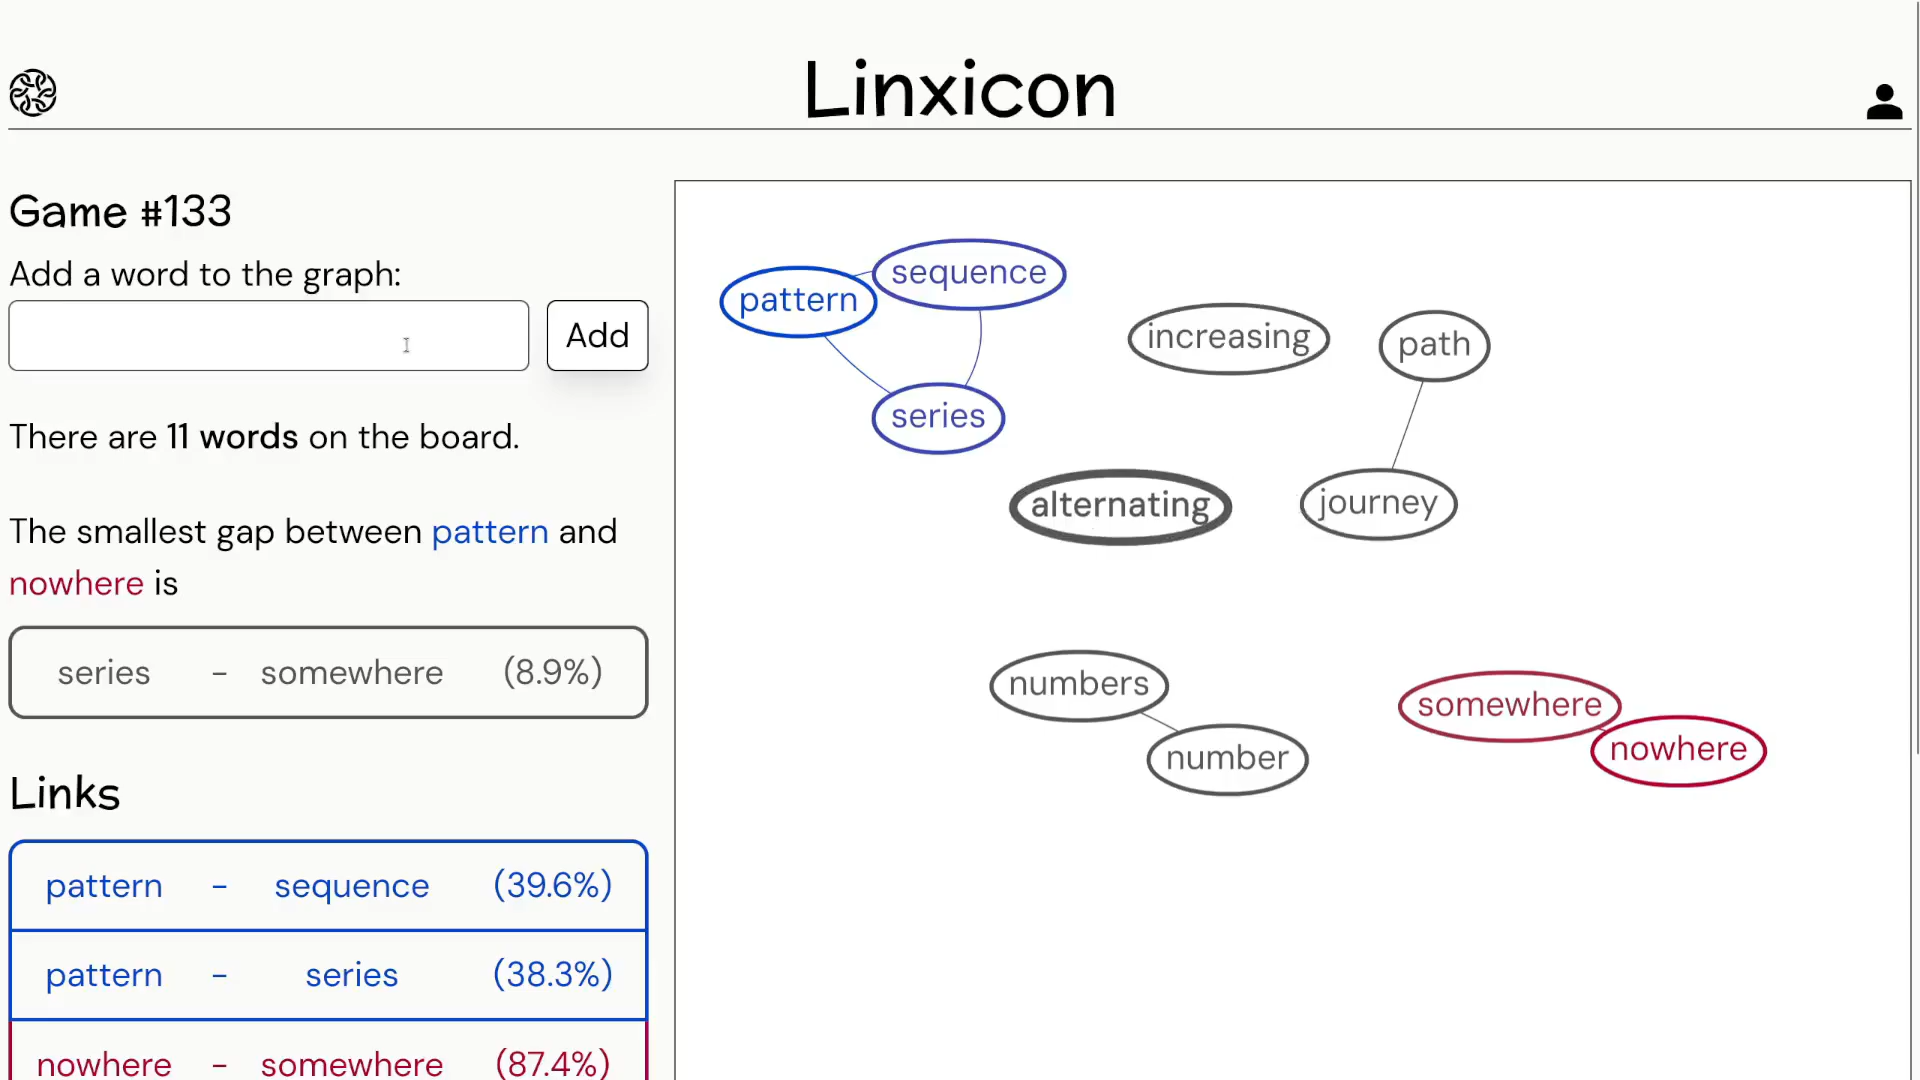 Linxicon
Game #133
Add a word to the graph:
Add
There are 11 words on the board.
The smallest gap between pattern and
nowhere is
series - somewhere (8.9%)
Links
pattern - sequence (39.6%)
pattern - series (38.3%)
nowhere - somewhere (87.4%)
sequence
pattern
increasing
path
series
alternating
journey
numbers
somewhere
nowhere
number